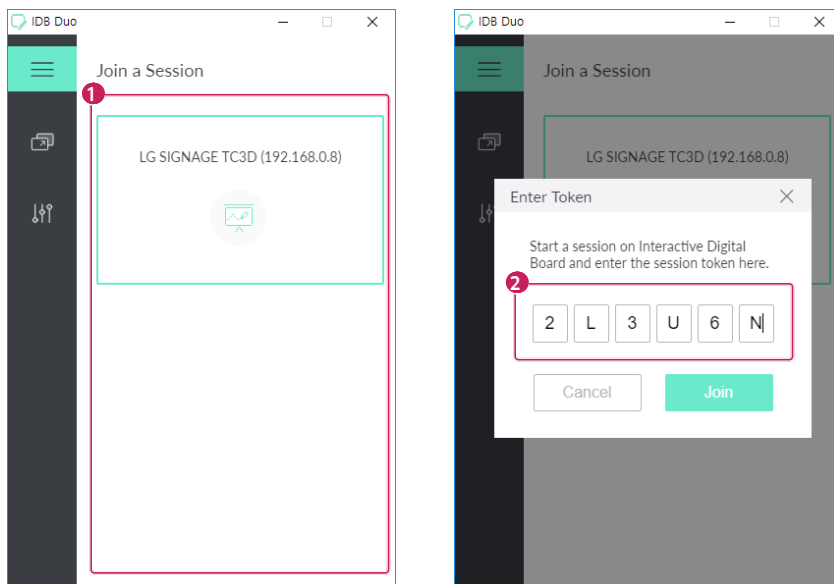 IDB Duo
Join a Session
1
LG SIGNAGE TC3D (192.168.0.8)
IDB Duo
Join a Session
LG SIGNAGE TC3D (192.168.0.8)
Enter Token
Start a session on Interactive Digital
Board and enter the session token here.
2
2 L 3 U 6 N
Cancel Join